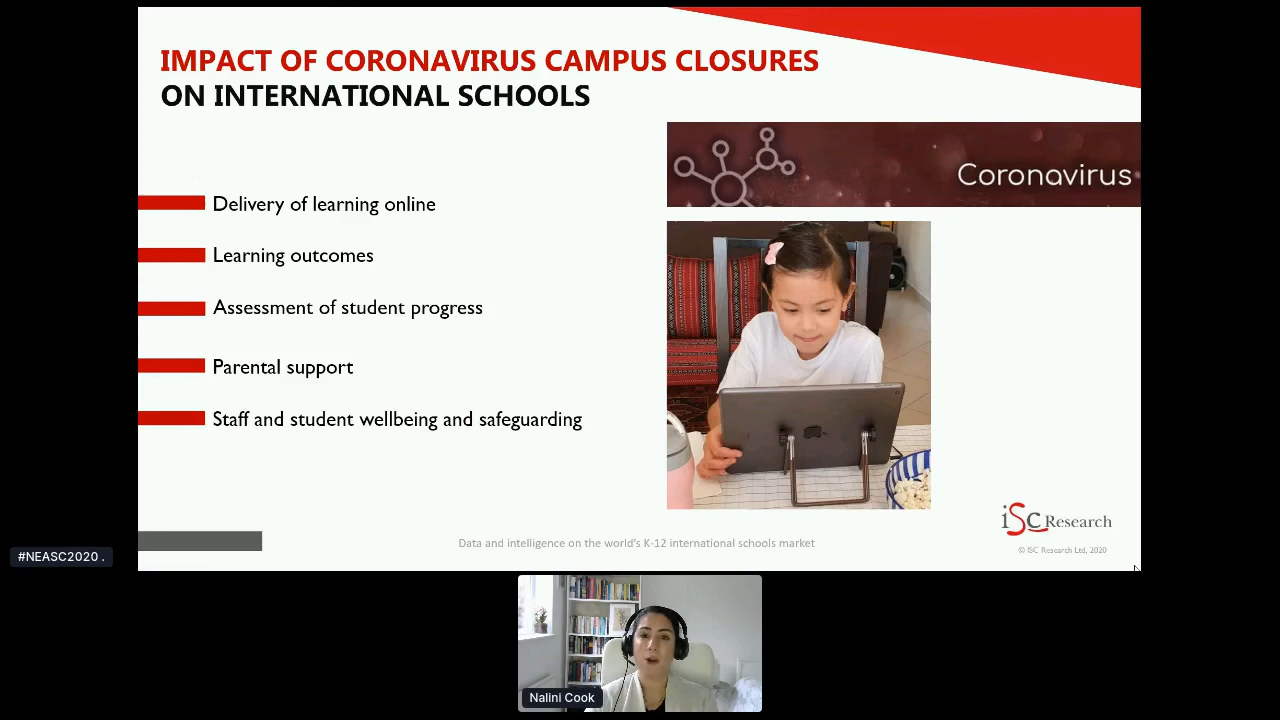 IMPACT OF CORONAVIRUS CAMPUS CLOSURES
ON INTERNATIONAL SCHOOLS
Coronavirus
Delivery of learning online
Learning outcomes
Assessment of student progress
Parental support
Staff and student wellbeing and safeguarding
iSC Research
Data and intelligence on the world's K-12 international schools market
© ISC Research Ltd, 2020
#NEASC2020 .
Nalini Cook